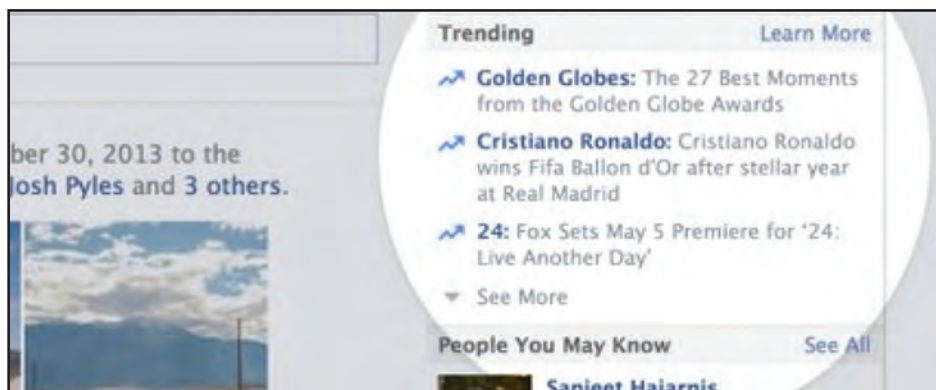 Trending Learn More
Golden Globes: The 27 Best Moments
from the Golden Globe Awards
Cristiano Ronaldo: Cristiano Ronaldo
wins Fifa Ballon d'Or after stellar year
at Real Madrid
24: Fox Sets May 5 Premiere for ‘24:
Live Another Day’
See More
People You May Know See All
Sanjeet Hajarnis
ber 30, 2013 to the
Josh Pyles and 3 others.